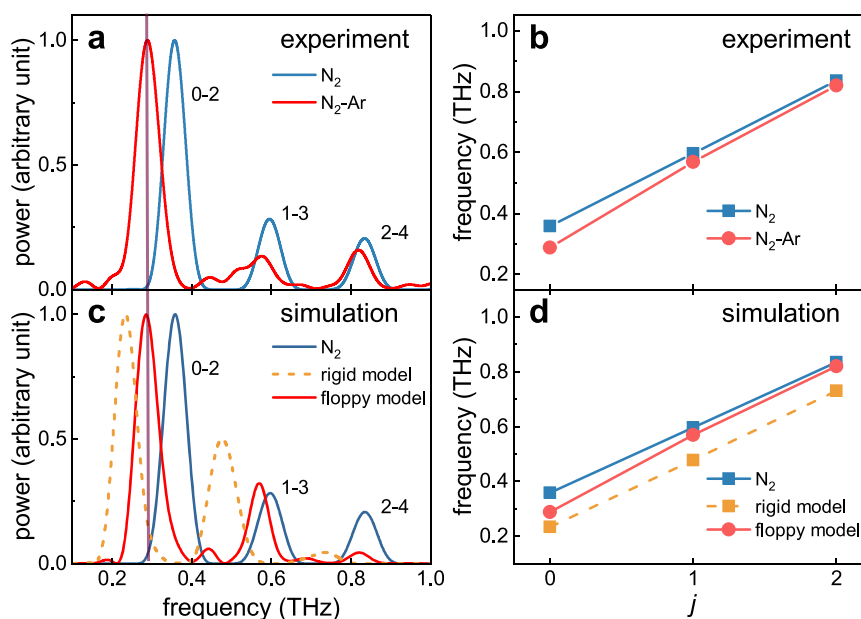 a
experiment
N₂
N₂-Ar
0-2
1-3
2-4
power (arbitrary unit)
1.0
0.5
0.0
b
experiment
N₂
N₂-Ar
frequency (THz)
1.0
0.8
0.6
0.4
0.2
c
simulation
N₂
rigid model
floppy model
0-2
1-3
2-4
power (arbitrary unit)
1.0
0.5
0.0
0.2
0.4
0.6
0.8
1.0
frequency (THz)
d
simulation
N₂
rigid model
floppy model
frequency (THz)
1.0
0.8
0.6
0.4
0.2
0
1
2
j